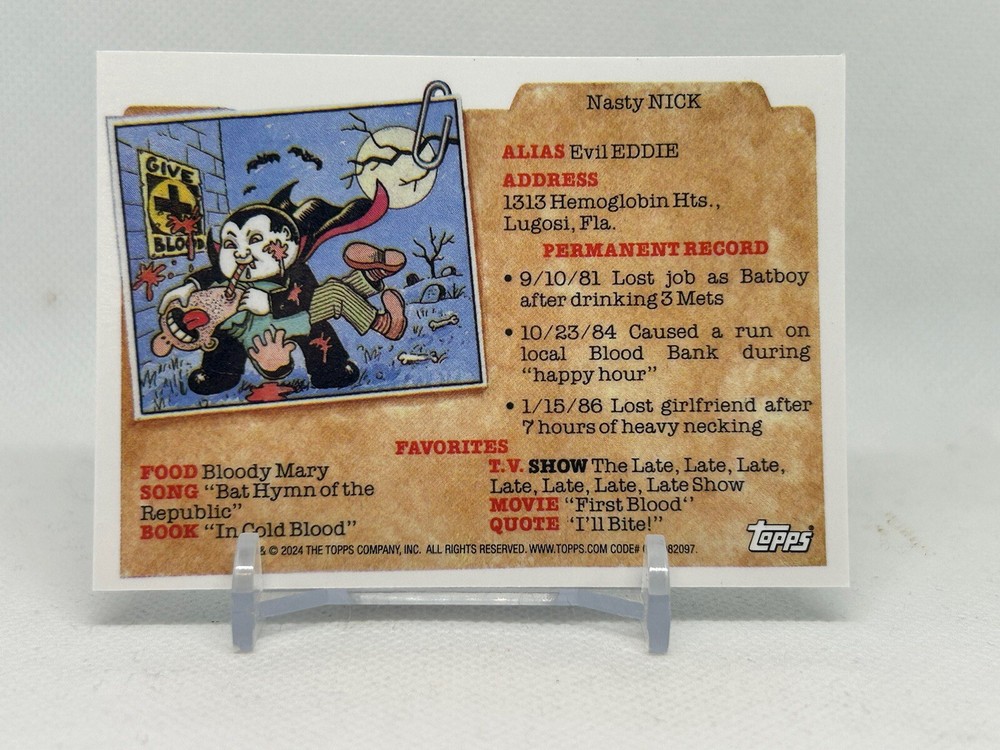 GIVE
BLOOD
Nasty NICK
ALIAS Evil EDDIE
ADDRESS
1313 Hemoglobin Hts.,
Lugosi, Fla.
PERMANENT RECORD
• 9/10/81 Lost job as Batboy
after drinking 3 Mets
• 10/23/84 Caused a run on
local Blood Bank during
“happy hour”
• 1/15/86 Lost girlfriend after
7 hours of heavy necking
FAVORITES
FOOD Bloody Mary
SONG “Bat Hymn of the
Republic”
BOOK “In Cold Blood”
T.V. SHOW The Late, Late, Late,
Late, Late, Late, Late Show
MOVIE “First Blood‘’
QUOTE ‘I’ll Bite!”
& © 2024 THE TOPPS COMPANY, INC. ALL RIGHTS RESERVED. WWW.TOPPS.COM CODE# 82097.
TOPPS